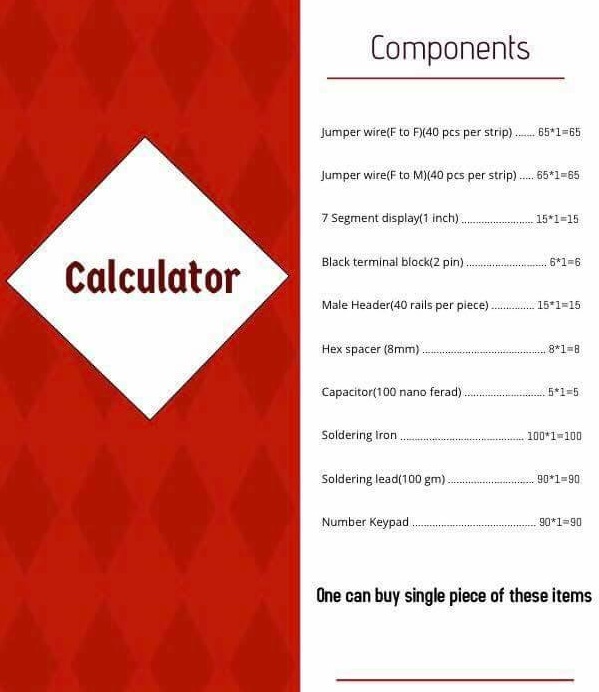 Calculator
Components
Jumper wire(F to F)(40 pcs per strip) ...... 65*1=65
Jumper wire(F to M)(40 pcs per strip) ..... 65*1=65
7 Segment display(1 inch) ........................ 15*1=15
Black terminal block(2 pin) ........................... 6*1=6
Male Header(40 rails per piece) .............. 15*1=15
Hex spacer (8mm) .......................................... 8*1=8
Capacitor(100 nano ferad) ........................... 5*1=5
Soldering Iron .......................................... 100*1=100
Soldering lead(100 gm) ............................. 90*1=90
Number Keypad .......................................... 90*1=90
One can buy single piece of these items